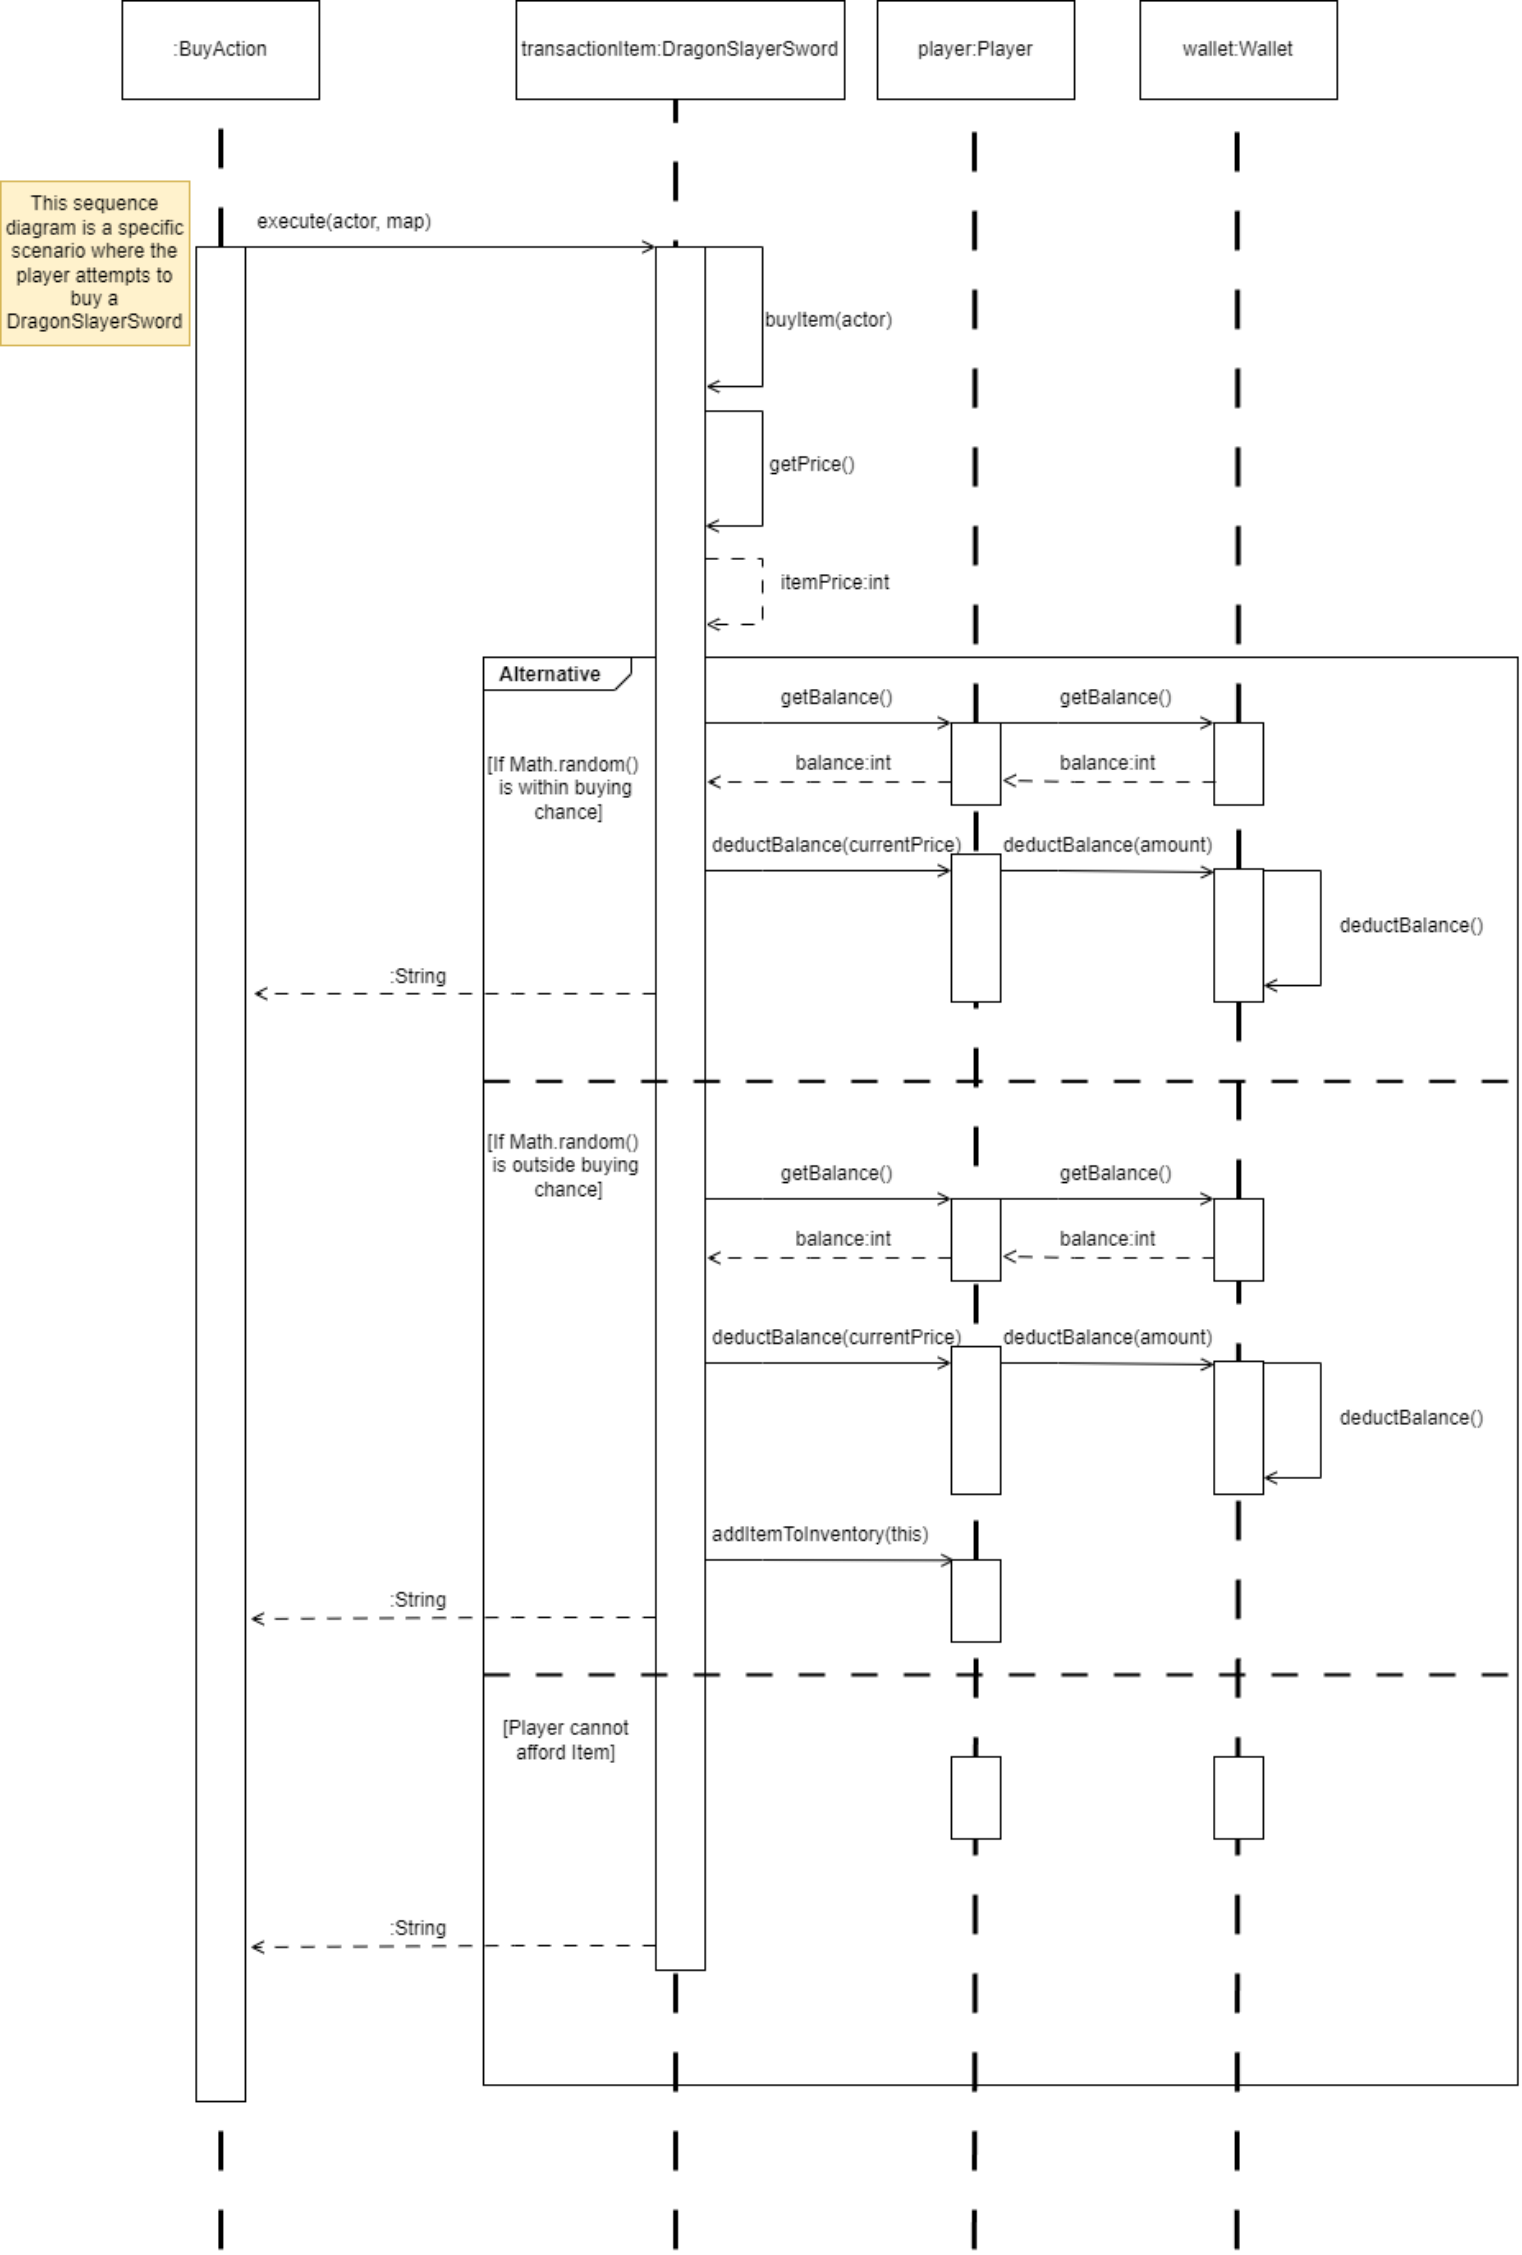 :BuyAction
transactionItem:DragonSlayerSword
player:Player
wallet:Wallet
This sequence
diagram is a specific
scenario where the
player attempts to
buy a
DragonSlayerSword
execute(actor, map)
buyItem(actor)
getPrice()
itemPrice:int
Alternative
getBalance()
getBalance()
[If Math.random()
is within buying
chance]
balance:int
balance:int
deductBalance(currentPrice)
deductBalance(amount)
deductBalance()
:String
[If Math.random()
is outside buying
chance]
getBalance()
getBalance()
balance:int
balance:int
deductBalance(currentPrice)
deductBalance(amount)
deductBalance()
addItemToInventory(this)
:String
[Player cannot
afford Item]
:String